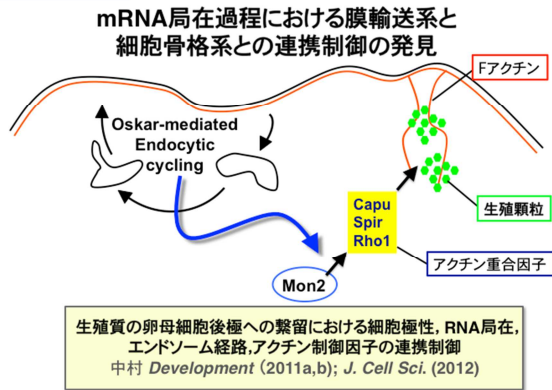 mRNA局在過程における膜輸送系と
細胞骨格系との連携制御の発見
Fアクチン
Oskar-mediated
Endocytic
cycling
生殖顆粒
Capu
Spir
Rho1
アクチン重合因子
Mon2
生殖質の卵母細胞後極への繋留における細胞極性, RNA局在,
エンドソーム経路,アクチン制御因子の連携制御
中村 Development (2011a,b); J. Cell Sci. (2012)